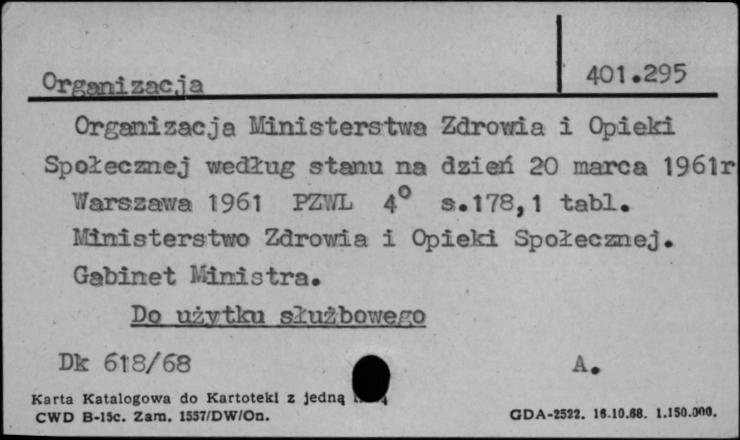 Organizacja
401.295
Organizacja Ministerstwa Zdrowia i Opieki
Społecznej według stanu na dzień 20 marca 1961r
Warszawa 1961 PZWL 4° s.178,1 tabl.
Ministerstwo Zdrowia i Opieki Społecznej.
Gabinet Ministra.
Do użytku służbowego
Dk 618/68 A.
Karta Katalogowa do Kartoteki z jedną
CWD B-15c. Zam. 1557/DW/On. GDA-2522. 16.10.68. 1.150.000.